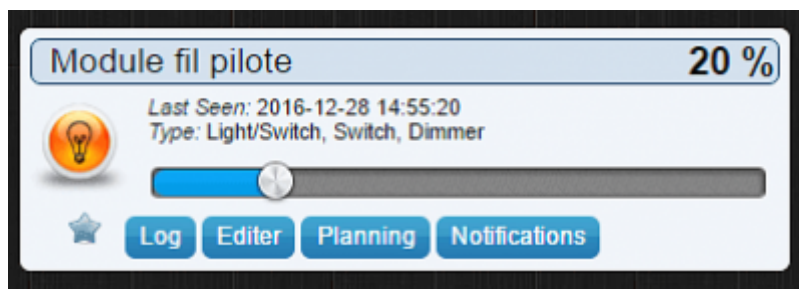 Module fil pilote 20 %
Last Seen: 2016-12-28 14:55:20
Type: Light/Switch, Switch, Dimmer
Log Editer Planning Notifications